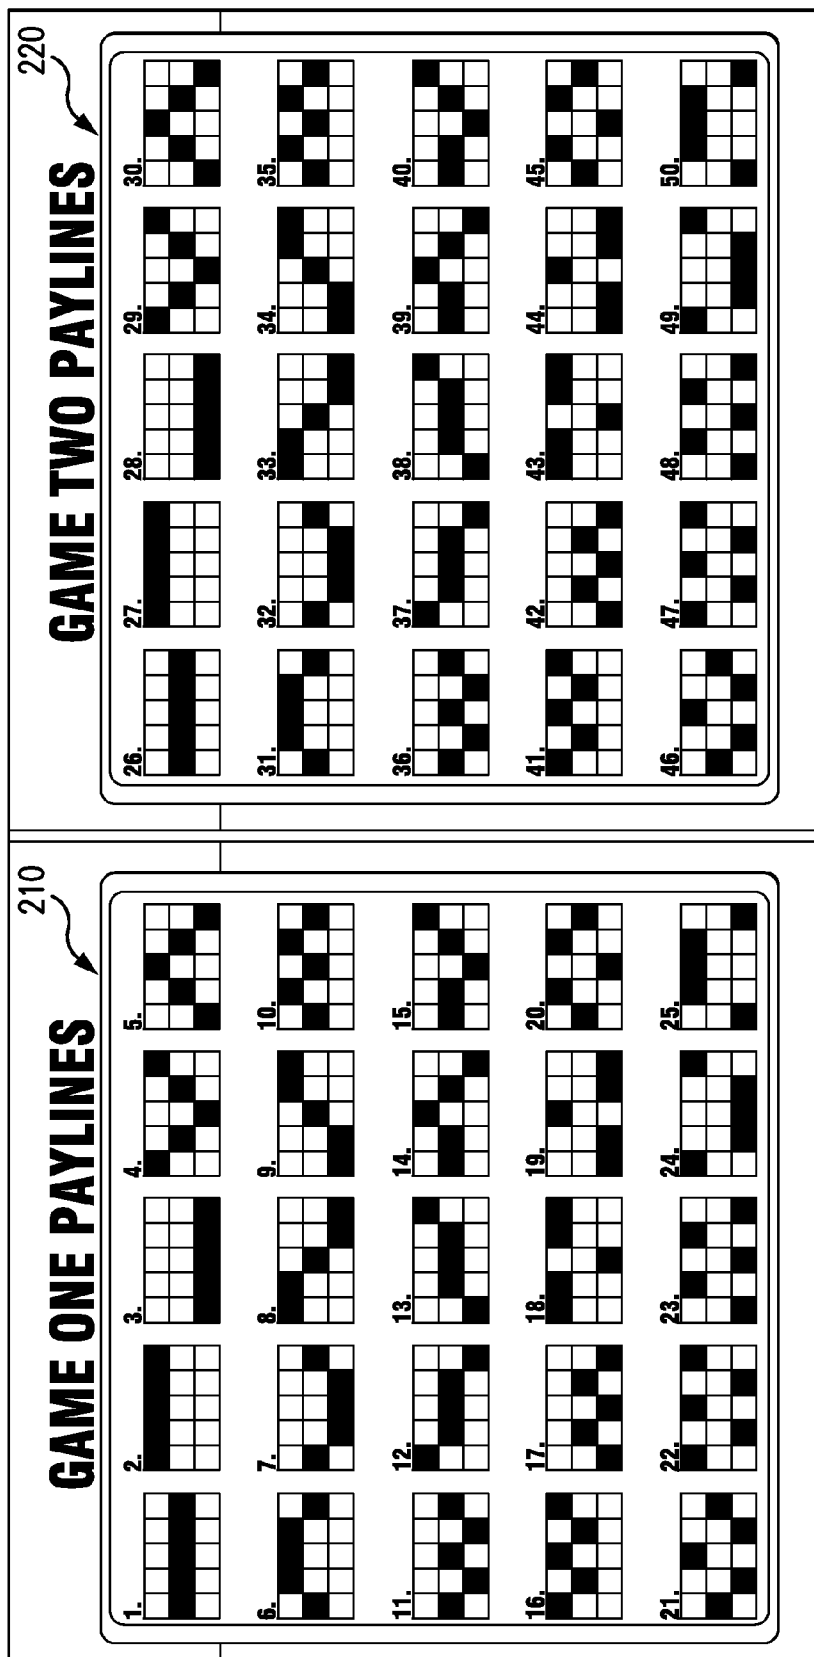 GAME ONE PAYLINES
210
1. 2. 3. 4. 5.
6. 7. 8. 9. 10.
11. 12. 13. 14. 15.
16. 17. 18. 19. 20.
21. 22. 23. 24. 25.
GAME TWO PAYLINES
220
26. 27. 28. 29. 30.
31. 32. 33. 34. 35.
36. 37. 38. 39. 40.
41. 42. 43. 44. 45.
46. 47. 48. 49. 50.